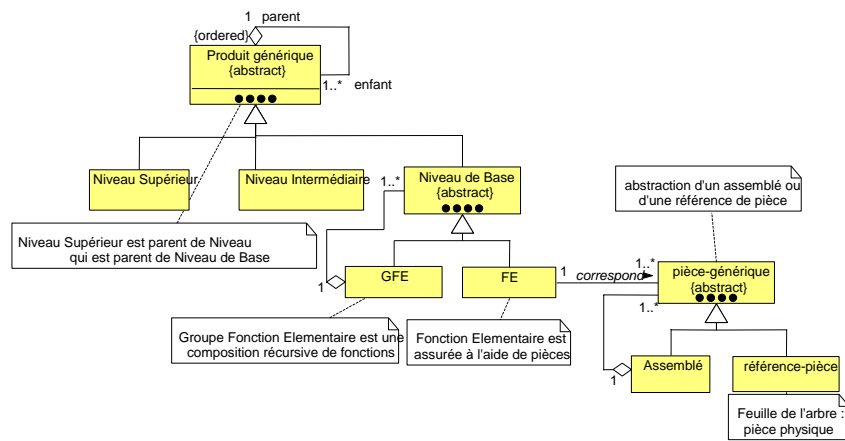 1 parent
{ordered}
Produit générique
{abstract}
1..* enfant
Niveau Supérieur
Niveau Intermédiaire
1..*
Niveau de Base
{abstract}
abstraction d'un assemblé ou
d'une référence de pièce
Niveau Supérieur est parent de Niveau
qui est parent de Niveau de Base
1
GFE
FE
1 correspond
1..*
pièce-générique
{abstract}
1..*
Groupe Fonction Elementaire est une
composition récursive de fonctions
Fonction Elementaire est
assurée à l'aide de pièces
1
Assemblé
référence-pièce
Feuille de l'arbre :
pièce physique